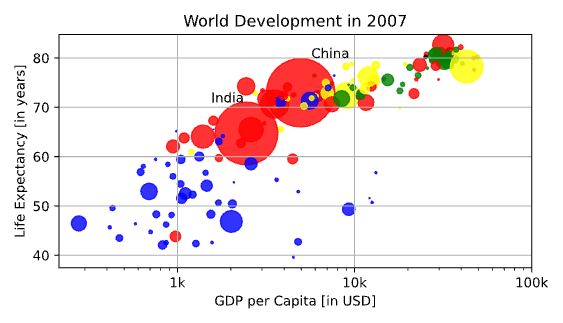 World Development in 2007
China
India
Life Expectancy [in years]
80
70
60
50
40
1k
10k
100k
GDP per Capita [in USD]